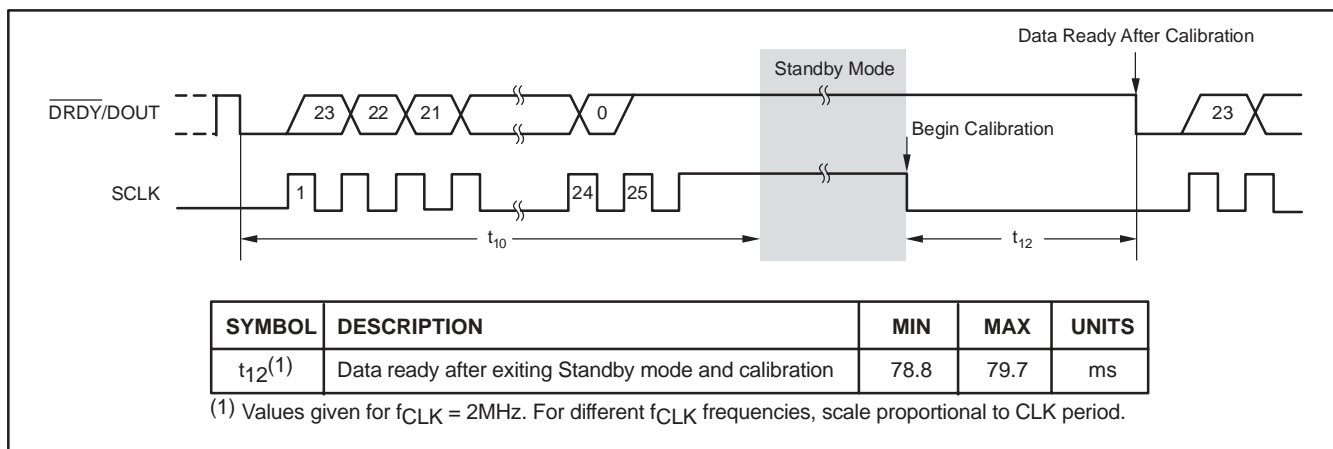 Data Ready After Calibration
Standby Mode
DRDY/DOUT
23 22 21 0 23
Begin Calibration
SCLK
1 24 25
t10 t12
SYMBOL DESCRIPTION MIN MAX UNITS
t12(1) Data ready after exiting Standby mode and calibration 78.8 79.7 ms
(1) Values given for fCLK = 2MHz. For different fCLK frequencies, scale proportional to CLK period.